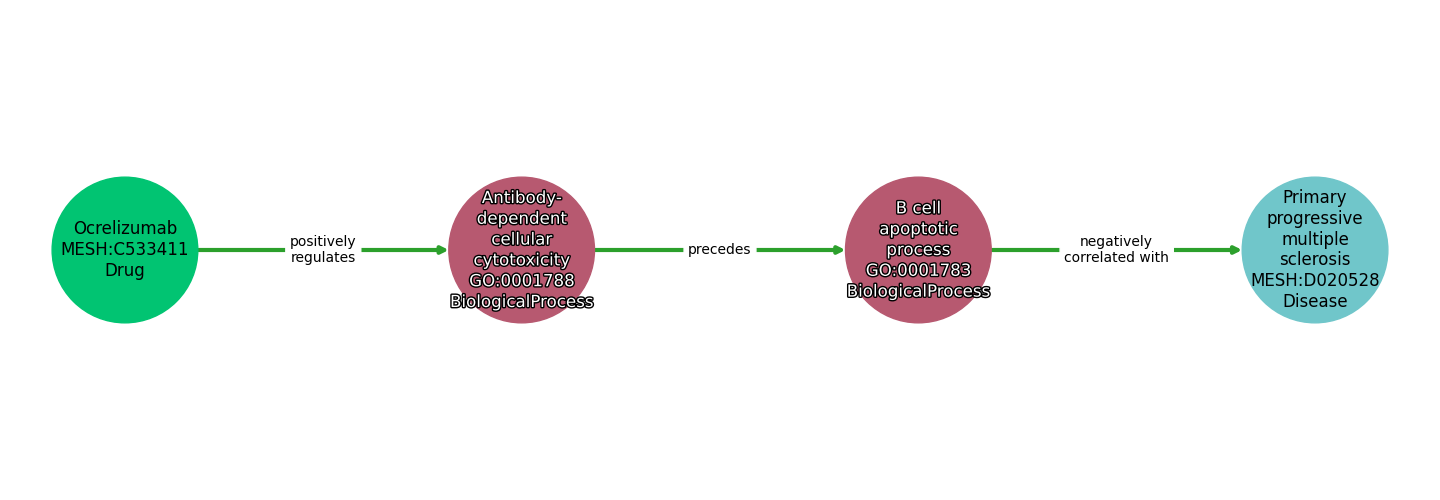 Ocrelizumab
MESH:C533411
Drug
positively
regulates
Antibody-
dependent
cellular
cytotoxicity
GO:0001788
BiologicalProcess
precedes
B cell
apoptotic
process
GO:0001783
BiologicalProcess
negatively
correlated with
Primary
progressive
multiple
sclerosis
MESH:D020528
Disease